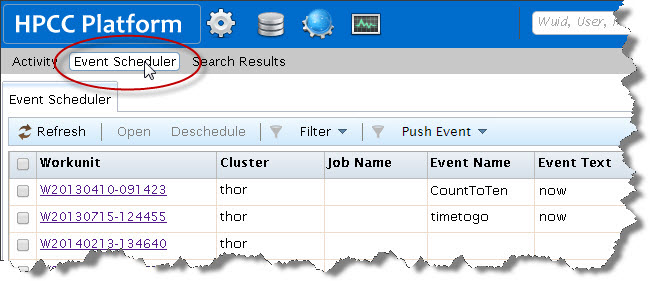 HPCC Platform
Wuid, User,
Activity Event Scheduler Search Results
Event Scheduler
Refresh Open Deschedule Filter Push Event
Workunit Cluster Job Name Event Name Event Text
W20130410-091423 thor CountToTen now
W20130715-124455 thor timetogo now
W20140213-134640 thor